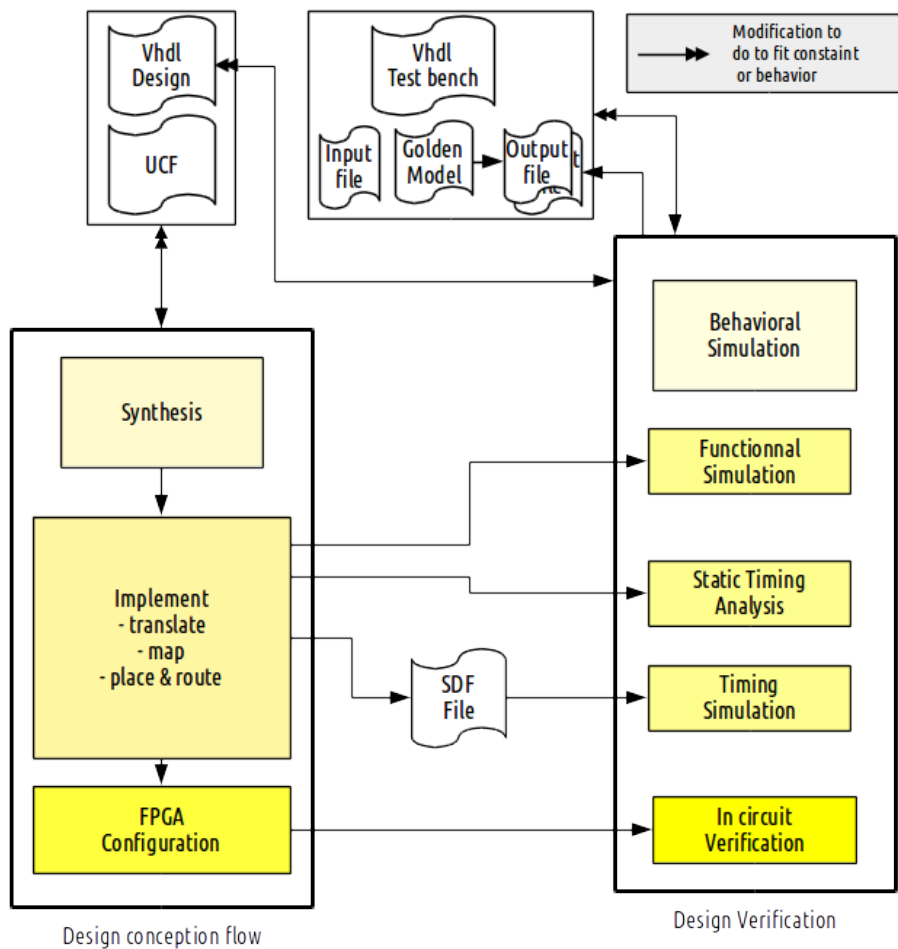 Vhdl
Design
UCF
Vhdl
Test bench
Input
file
Golden
Model
Output
file
Modification to
do to fit constaint
or behavior
Synthesis
Implement
- translate
- map
- place & route
FPGA
Configuration
Design conception flow
SDF
File
Behavioral
Simulation
Functionnal
Simulation
Static Timing
Analysis
Timing
Simulation
In circuit
Verification
Design Verification